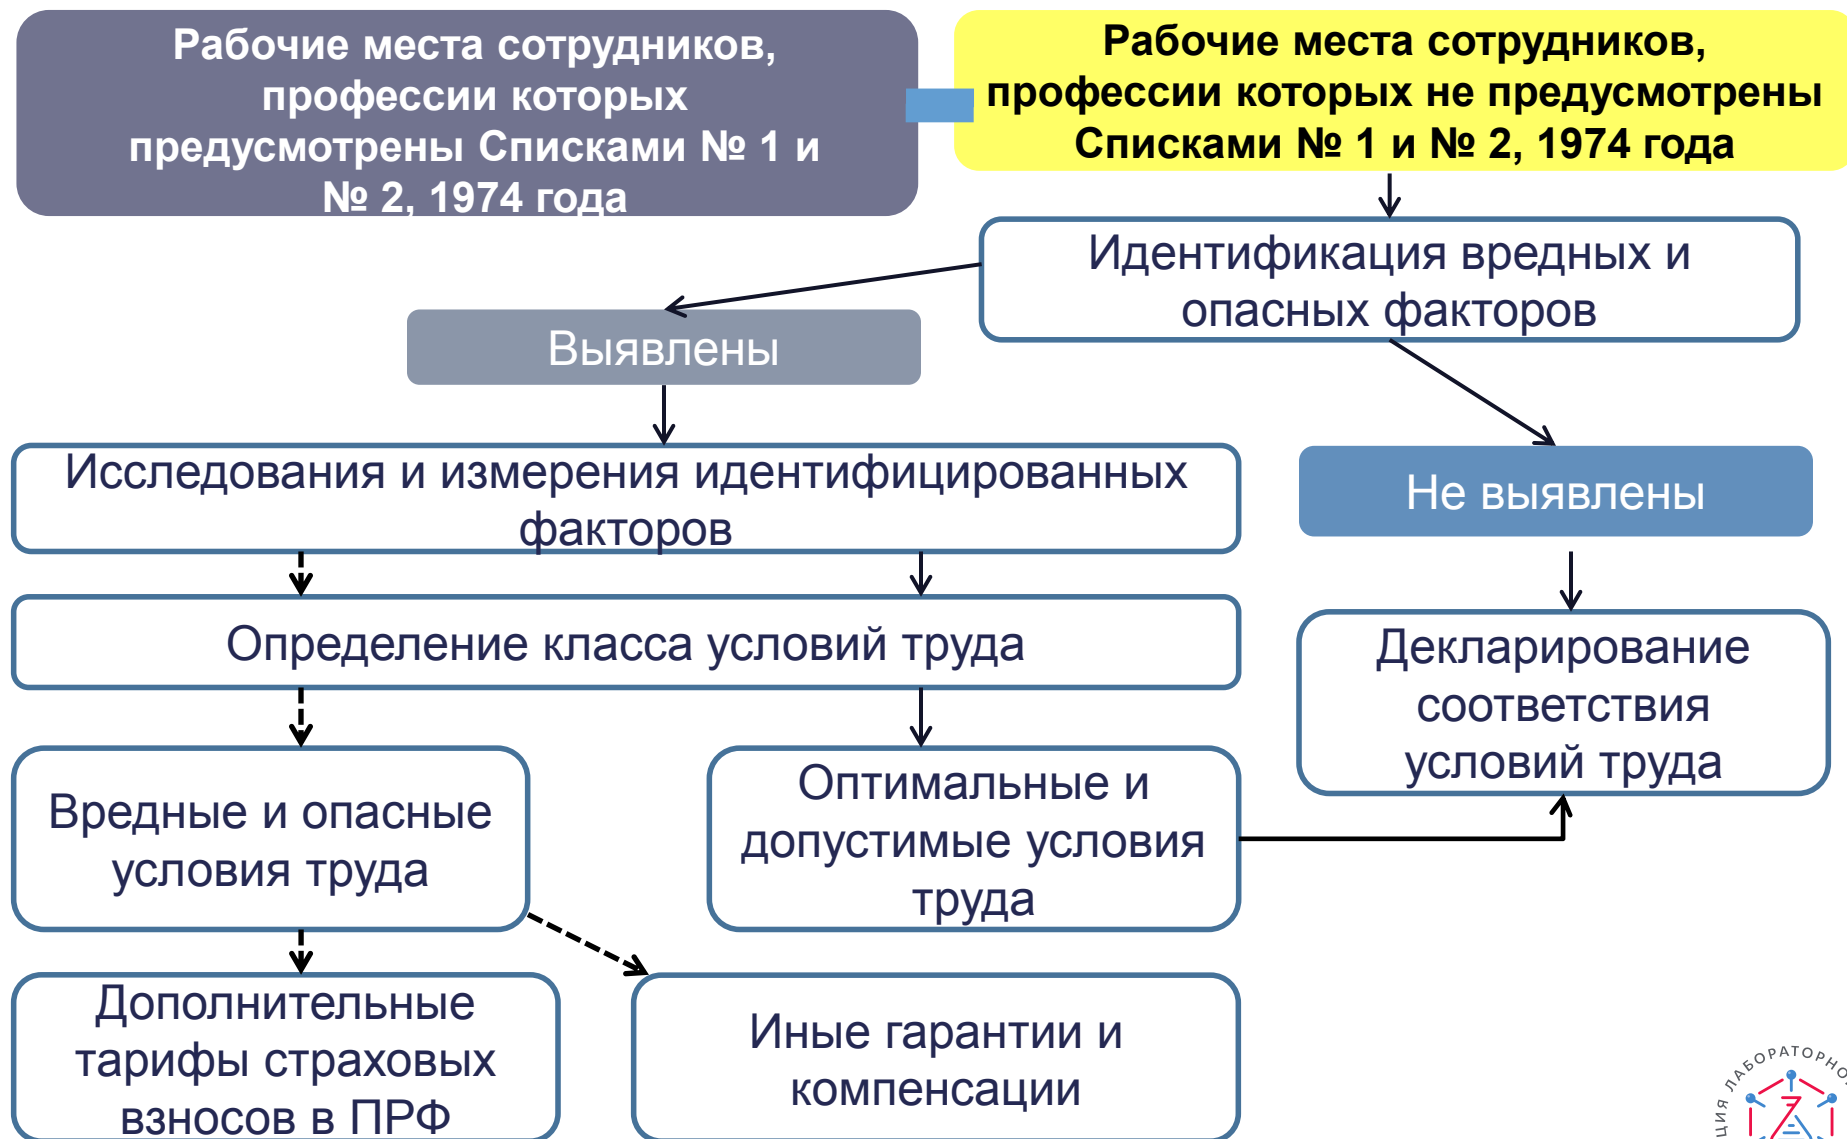 Рабочие места сотрудников,
профессии которых
предусмотрены Списками № 1 и
№ 2, 1974 года
Рабочие места сотрудников,
профессии которых не предусмотрены
Списками № 1 и № 2, 1974 года
Идентификация вредных и
опасных факторов
Выявлены
Исследования и измерения идентифицированных
факторов
Не выявлены
Определение класса условий труда
Декларирование
соответствия
условий труда
Вредные и опасные
условия труда
Оптимальные и
допустимые условия
труда
Дополнительные
тарифы страховых
взносов в ПРФ
Иные гарантии и
компенсации